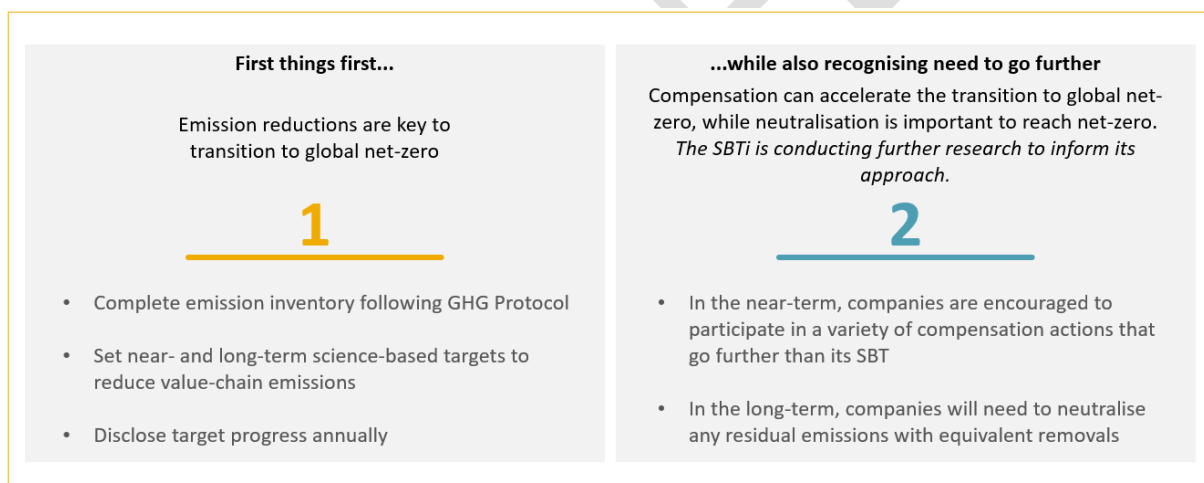 First things first...
Emission reductions are key to
transition to global net-zero
1
• Complete emission inventory following GHG Protocol
• Set near- and long-term science-based targets to
reduce value-chain emissions
• Disclose target progress annually
...while also recognising need to go further
Compensation can accelerate the transition to global net-
zero, while neutralisation is important to reach net-zero.
The SBTi is conducting further research to inform its
approach.
2
• In the near-term, companies are encouraged to
participate in a variety of compensation actions that
go further than its SBT
• In the long-term, companies will need to neutralise
any residual emissions with equivalent removals